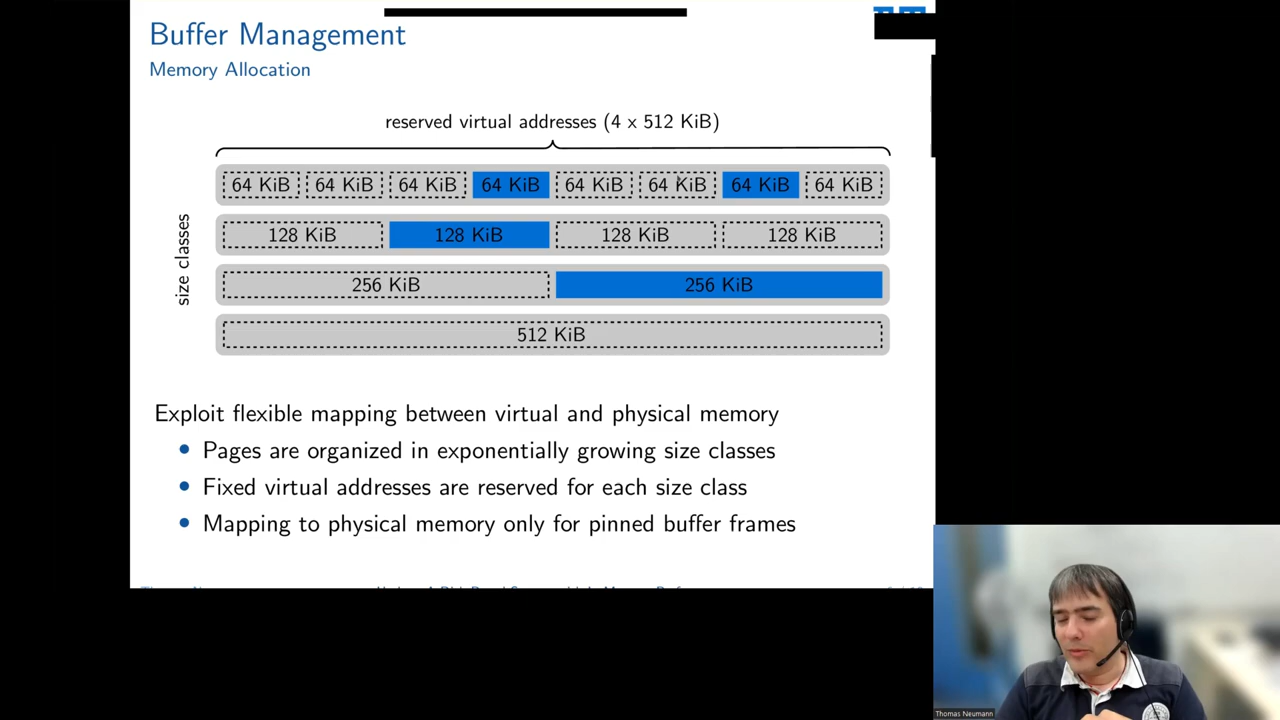 Buffer Management
Memory Allocation
reserved virtual addresses (4 x 512 KiB)
size classes
64 KiB 64 KiB 64 KiB 64 KiB 64 KiB 64 KiB 64 KiB 64 KiB
128 KiB 128 KiB 128 KiB 128 KiB
256 KiB 256 KiB
512 KiB
Exploit flexible mapping between virtual and physical memory
• Pages are organized in exponentially growing size classes
• Fixed virtual addresses are reserved for each size class
• Mapping to physical memory only for pinned buffer frames
Thomas Neumann